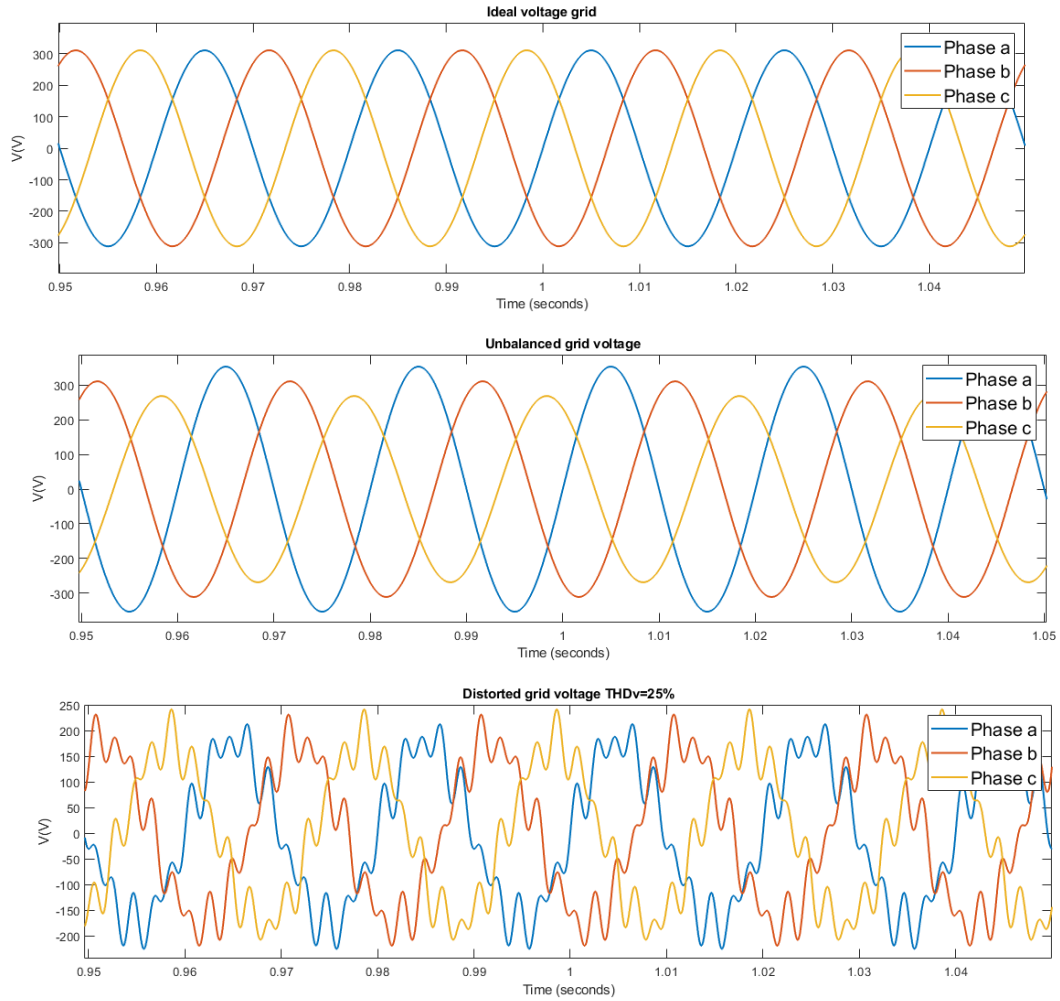 Ideal voltage grid
300
200
100
0
-100
-200
-300
V(V)
Phase a
Phase b
Phase c
0.95 0.96 0.97 0.98 0.99 1 1.01 1.02 1.03 1.04
Time (seconds)
Unbalanced grid voltage
300
200
100
0
-100
-200
-300
V(V)
Phase a
Phase b
Phase c
0.95 0.96 0.97 0.98 0.99 1 1.01 1.02 1.03 1.04 1.05
Time (seconds)
Distorted grid voltage THDv=25%
250
200
150
100
50
0
-50
-100
-150
-200
V(V)
Phase a
Phase b
Phase c
0.95 0.96 0.97 0.98 0.99 1 1.01 1.02 1.03 1.04
Time (seconds)